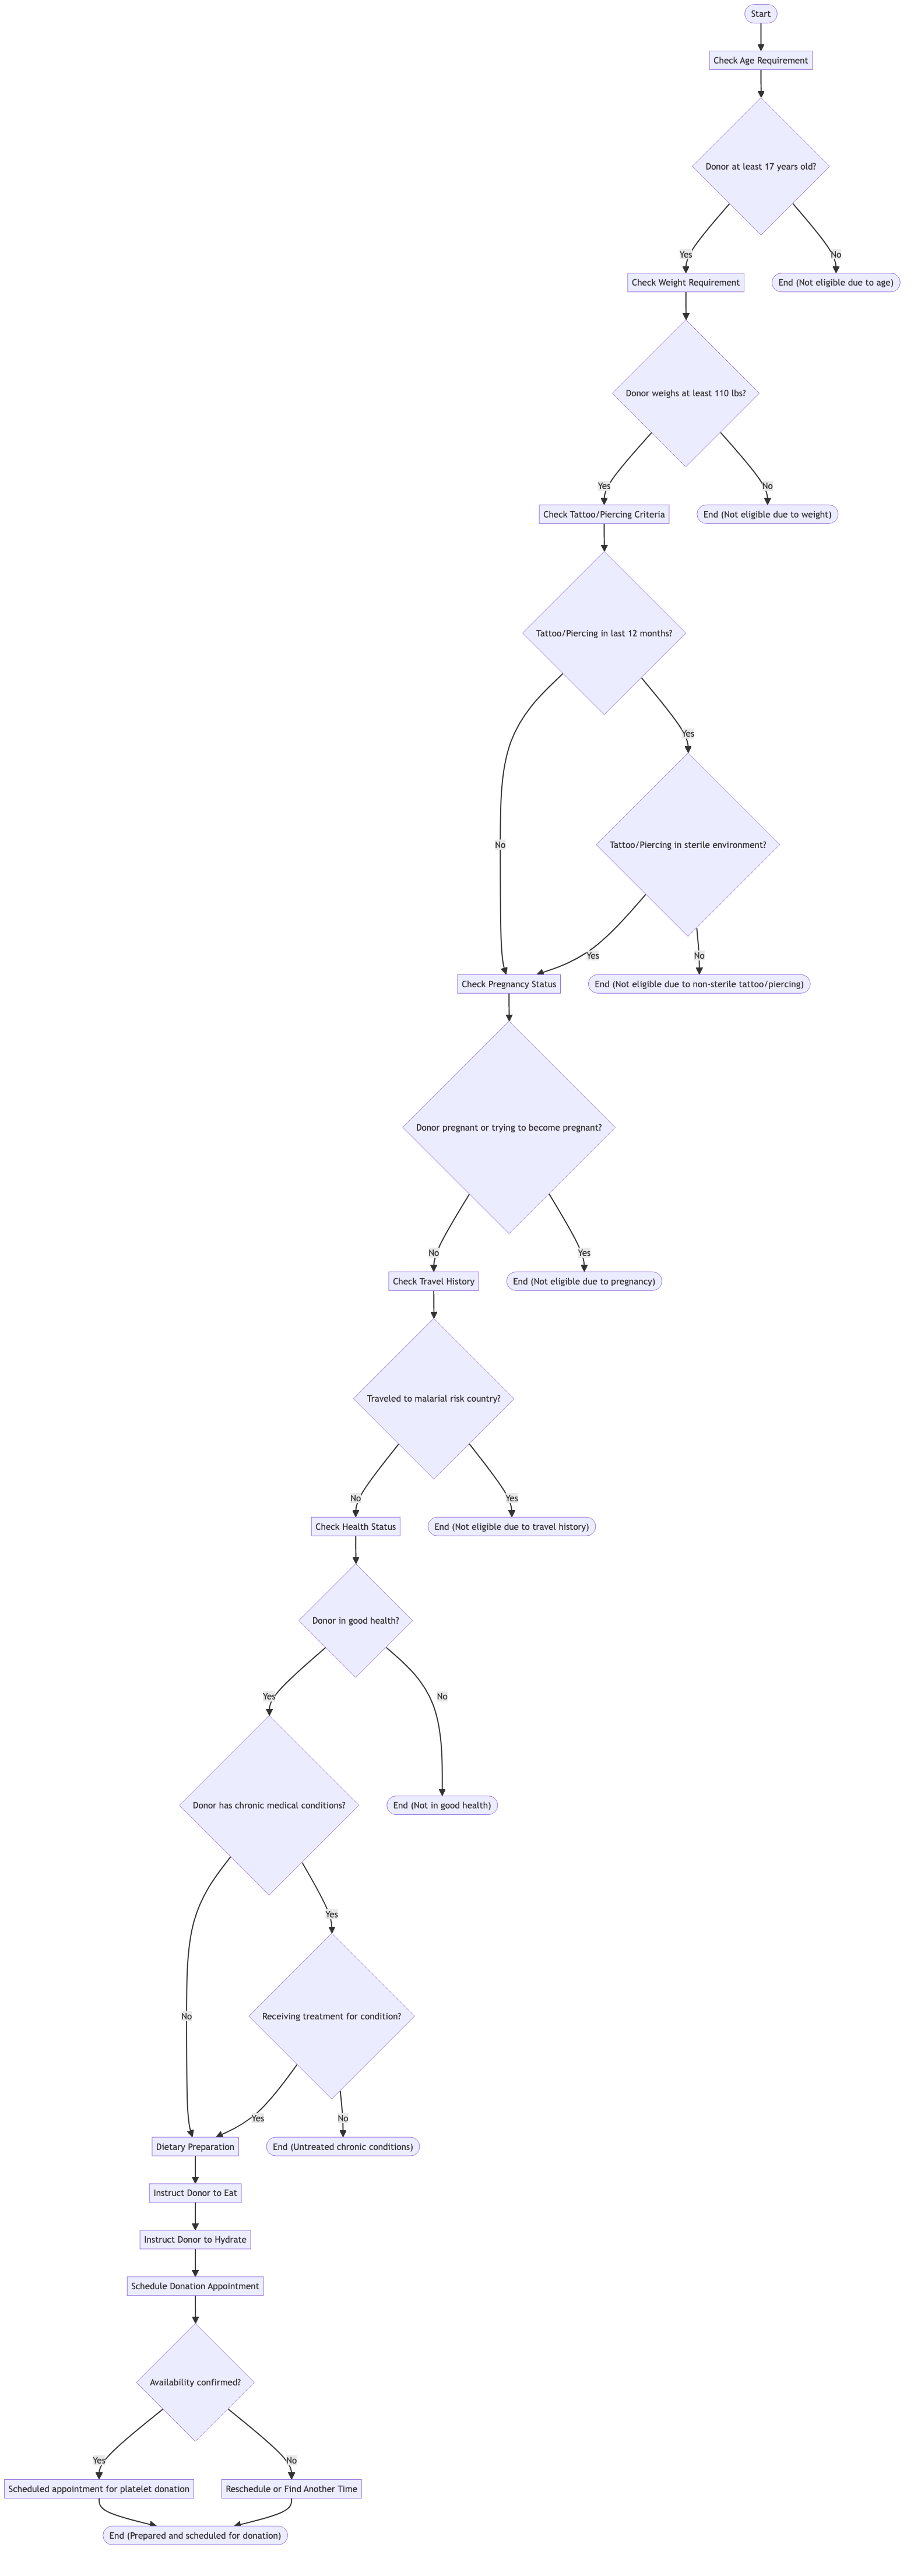 Start
Check Age Requirement
Donor at least 17 years old?
Yes
No
Check Weight Requirement
End (Not eligible due to age)
Donor weighs at least 110 lbs?
Yes
No
Check Tattoo/Piercing Criteria
End (Not eligible due to weight)
Tattoo/Piercing in last 12 months?
Yes
No
Tattoo/Piercing in sterile environment?
Yes
No
Check Pregnancy Status
End (Not eligible due to non-sterile tattoo/piercing)
Donor pregnant or trying to become pregnant?
No
Yes
Check Travel History
End (Not eligible due to pregnancy)
Traveled to malarial risk country?
No
Yes
Check Health Status
End (Not eligible due to travel history)
Donor in good health?
Yes
No
Donor has chronic medical conditions?
End (Not in good health)
Yes
No
Receiving treatment for condition?
Yes
No
Dietary Preparation
End (Untreated chronic conditions)
Instruct Donor to Eat
Instruct Donor to Hydrate
Schedule Donation Appointment
Availability confirmed?
Yes
No
Scheduled appointment for platelet donation
Reschedule or Find Another Time
End (Prepared and scheduled for donation)